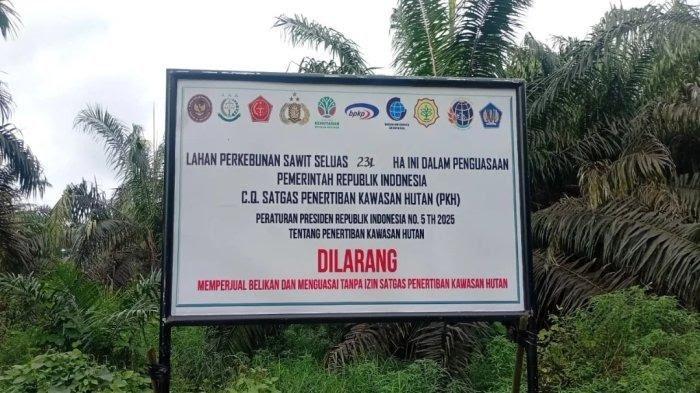 bpkp
LAHAN PERKEBUNAN SAWIT SELUAS 231 HA INI DALAM PENGUASAAN
PEMERINTAH REPUBLIK INDONESIA
C.Q. SATGAS PENERTIBAN KAWASAN HUTAN (PKH)
PERATURAN PRESIDEN REPUBLIK INDONESIA NO. 5 TH 2025
TENTANG PENERTIBAN KAWASAN HUTAN
DILARANG
MEMPERJUAL BELIKAN DAN MENGUASAI TANPA IZIN SATGAS PENERTIBAN KAWASAN HUTAN